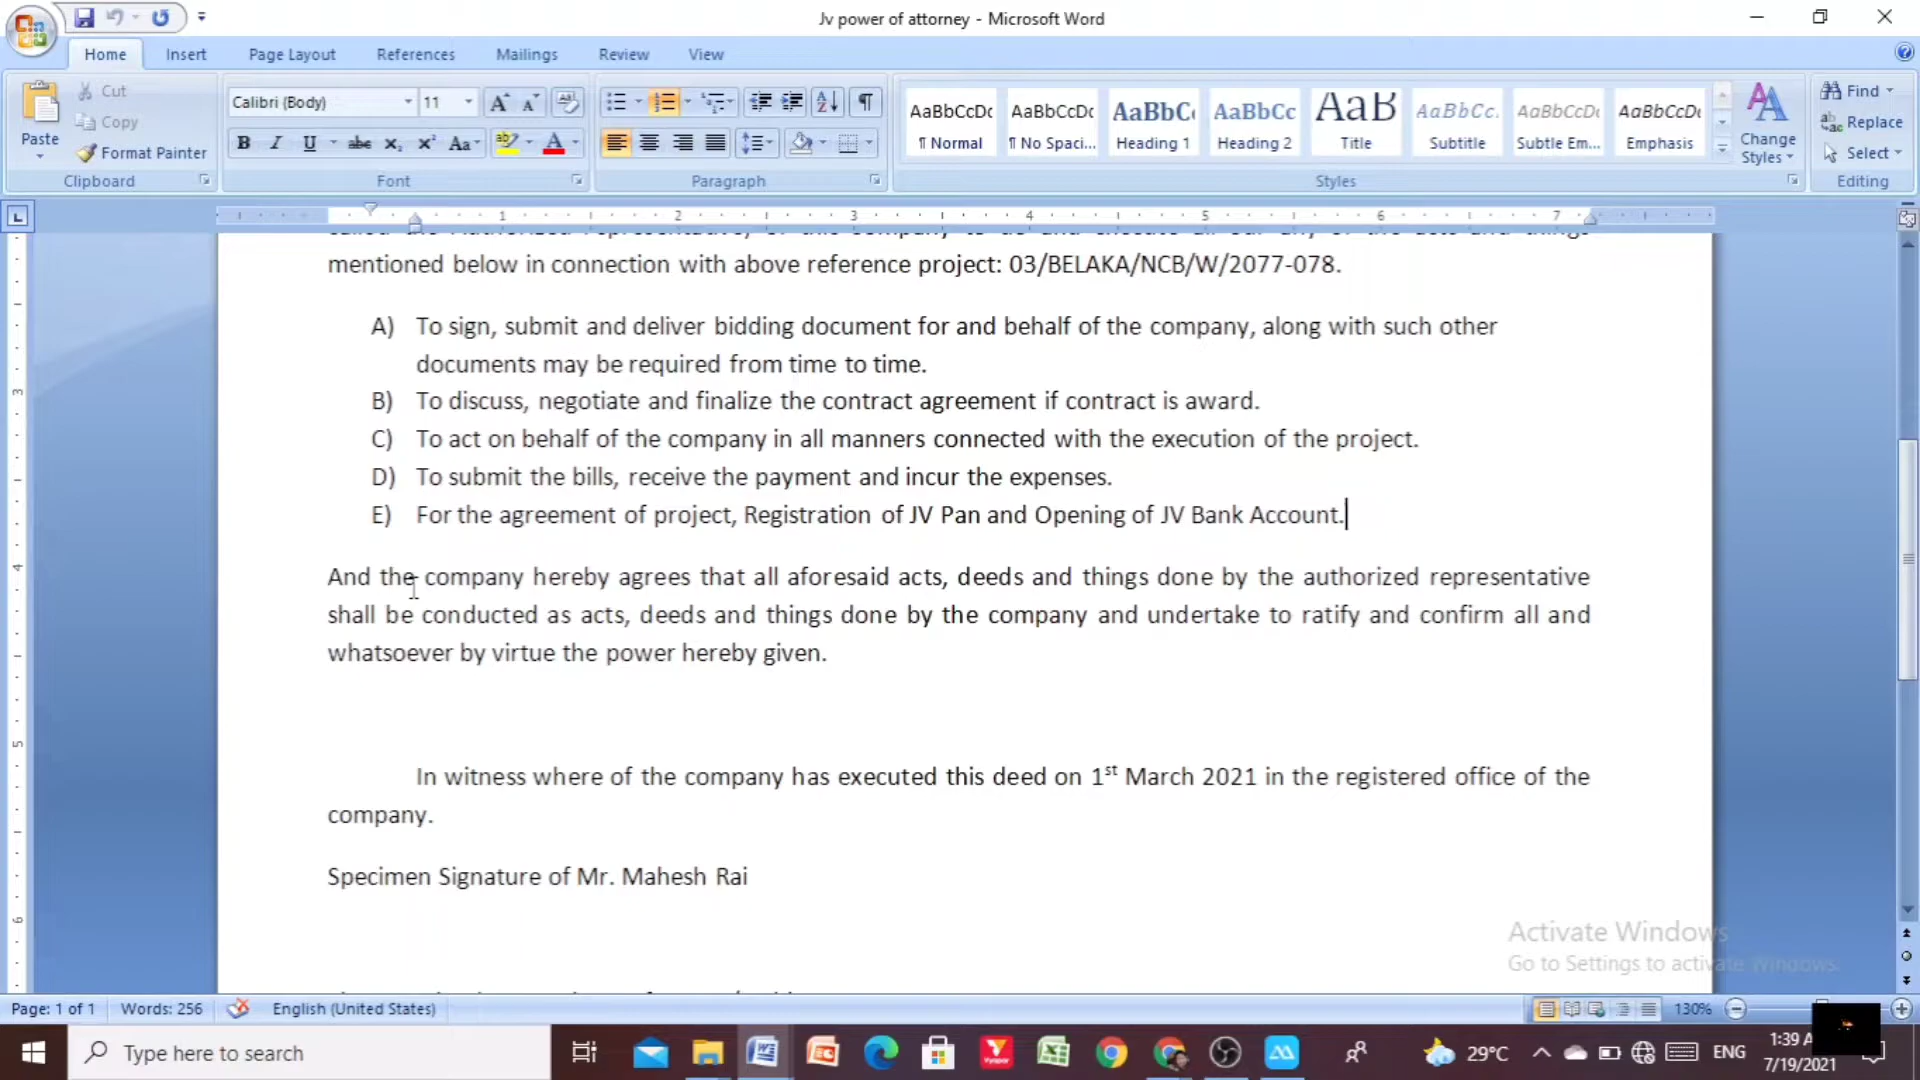 Jv power of attorney - Microsoft Word
Home Insert Page Layout References Mailings Review View
Paste
Cut
Copy
Format Painter
Clipboard
Calibri (Body) 11
Font
Paragraph
AaBbCcDc AaBbCcDc AaBbC AaBbCc AaB AaBbCc. AaBbCcDc AaBbCcDc
¶ Normal ¶ No Spaci... Heading 1 Heading 2 Title Subtitle Subtle Em... Emphasis
Change Styles
Styles
Find
Replace
Select
Editing
1 2 3 4 5 6 7
mentioned below in connection with above reference project: 03/BELAKA/NCB/W/2077-078.
A) To sign, submit and deliver bidding document for and behalf of the company, along with such other
documents may be required from time to time.
B) To discuss, negotiate and finalize the contract agreement if contract is award.
C) To act on behalf of the company in all manners connected with the execution of the project.
D) To submit the bills, receive the payment and incur the expenses.
E) For the agreement of project, Registration of JV Pan and Opening of JV Bank Account.
And the company hereby agrees that all aforesaid acts, deeds and things done by the authorized representative
shall be conducted as acts, deeds and things done by the company and undertake to ratify and confirm all and
whatsoever by virtue the power hereby given.
In witness where of the company has executed this deed on 1st March 2021 in the registered office of the
company.
Specimen Signature of Mr. Mahesh Rai
Activate Windows
Go to Settings to activate Windows.
Page: 1 of 1 Words: 256 English (United States) 130%
Type here to search
29°C ENG
1:39 A
7/19/2021